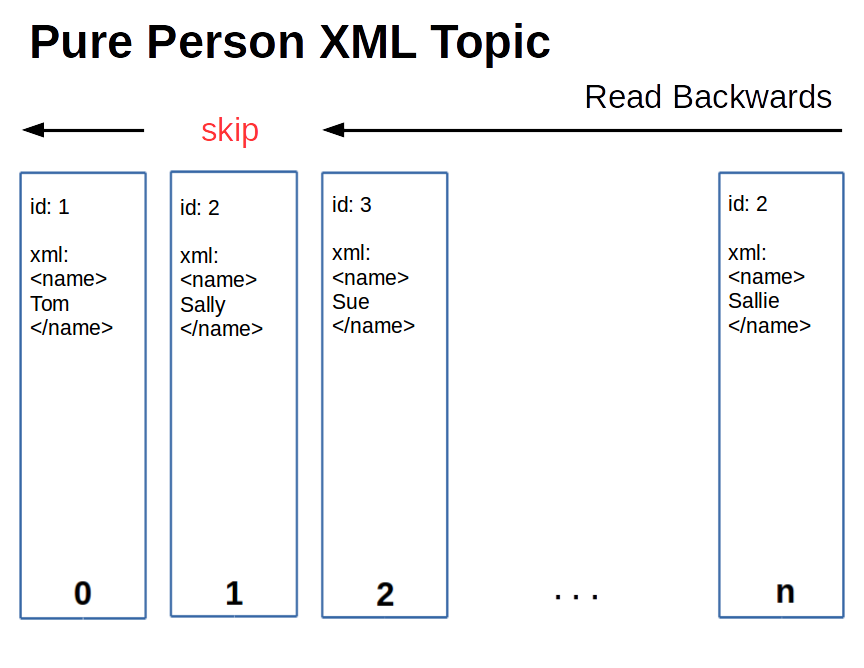 Pure Person XML Topic
Read Backwards
skip
id: 1
xml:
<name>
Tom
</name>
0
id: 2
xml:
<name>
Sally
</name>
1
id: 3
xml:
<name>
Sue
</name>
2
. . .
id: 2
xml:
<name>
Sallie
</name>
n